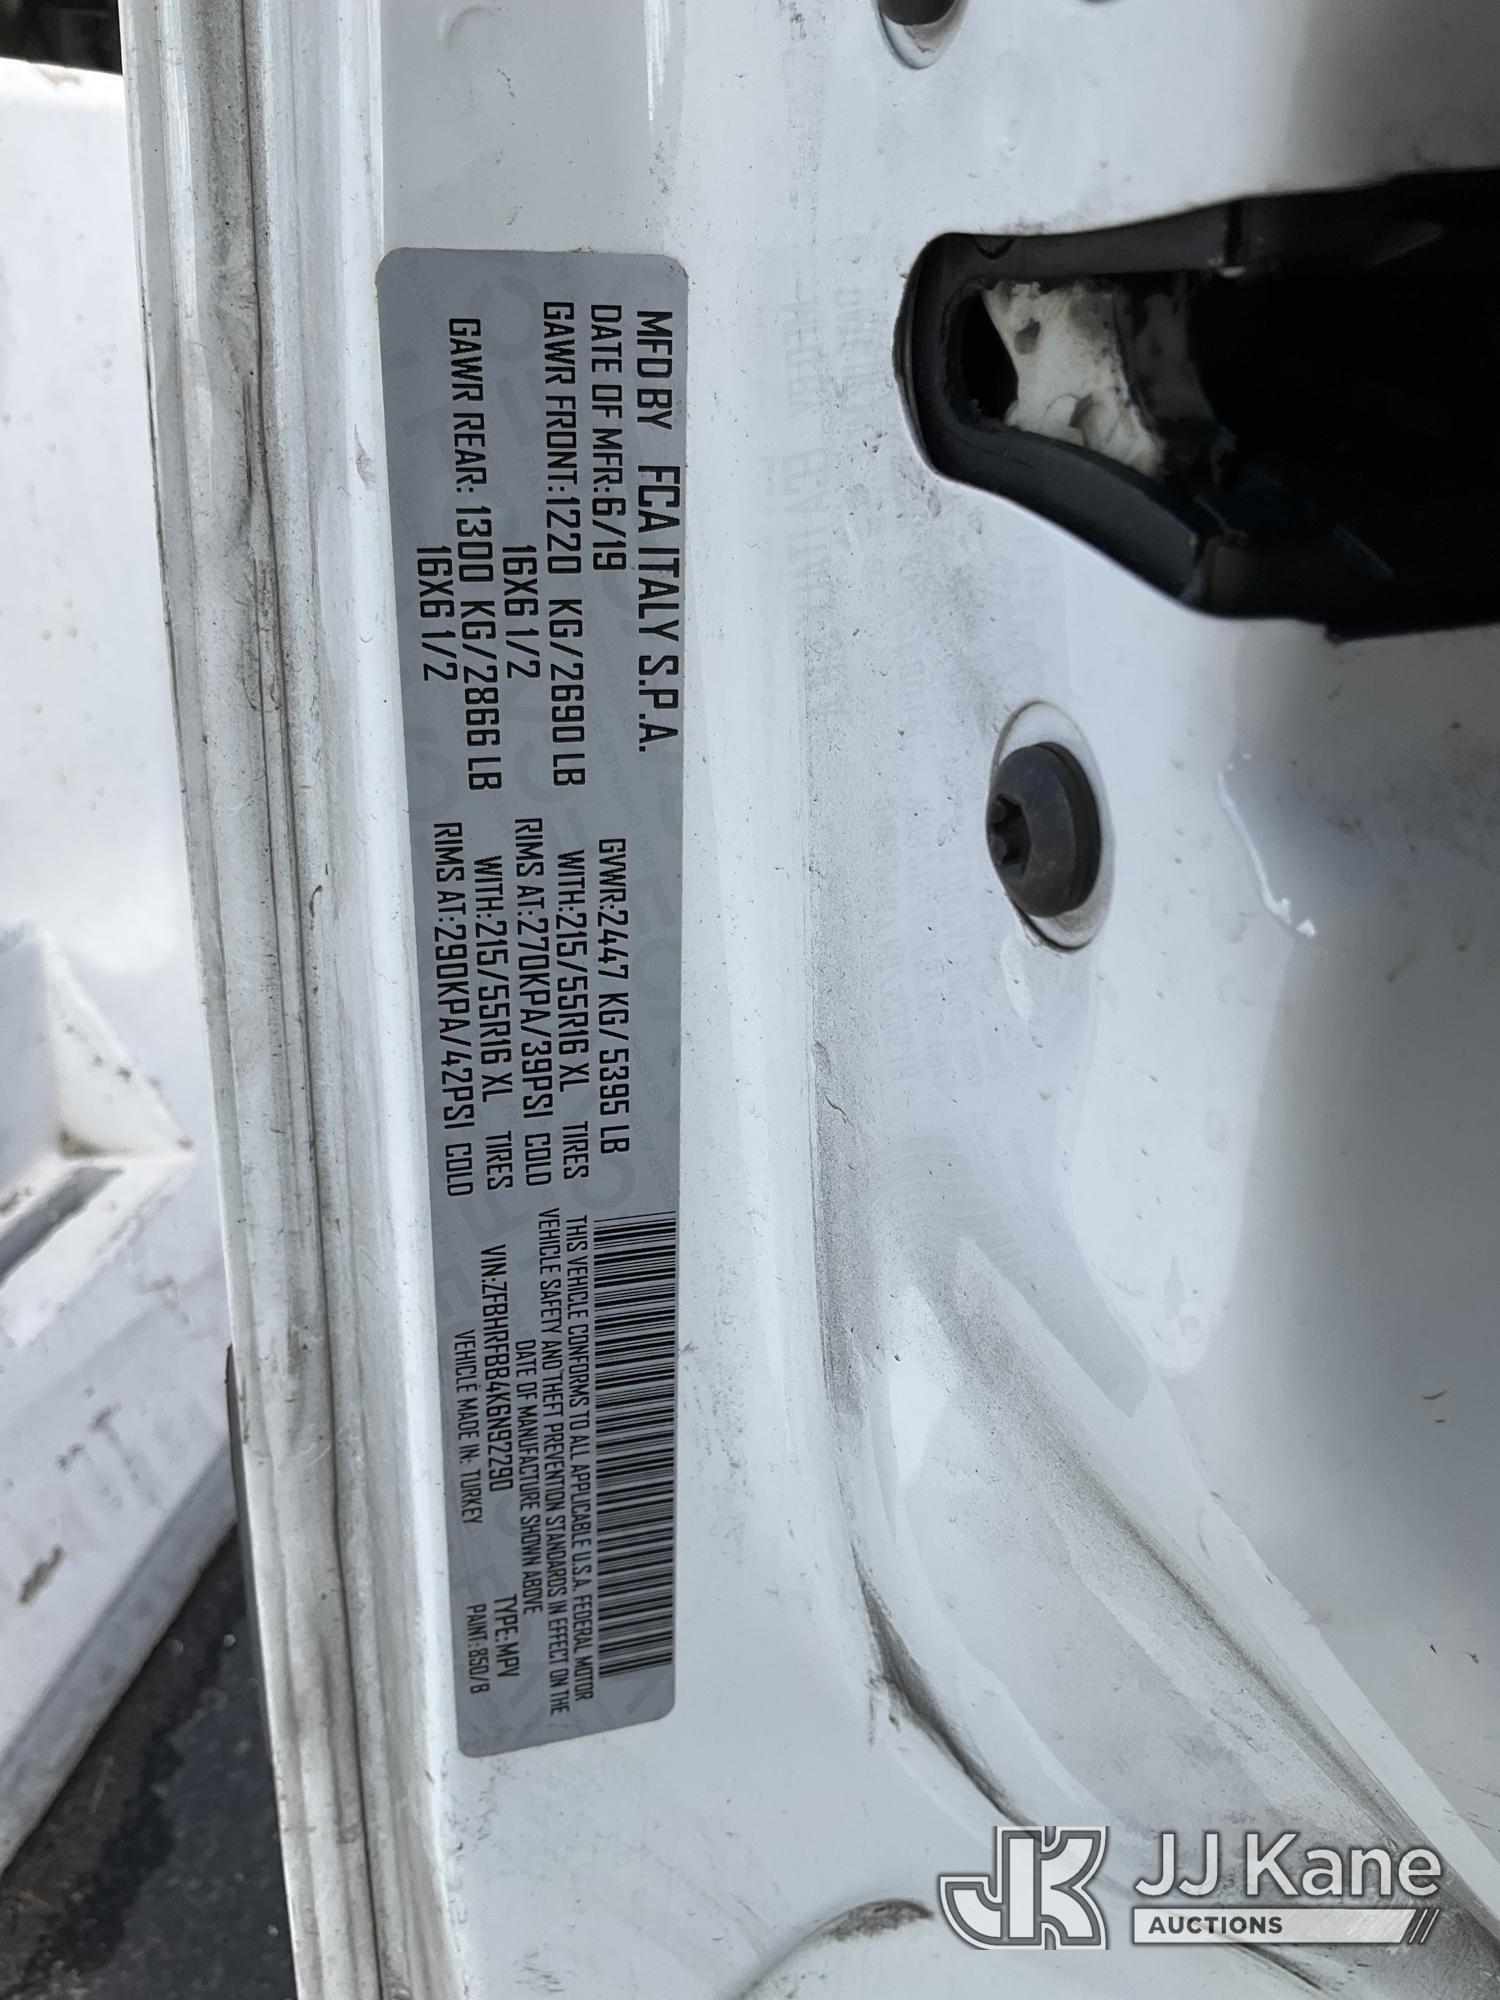 MFD BY FCA ITALY S.P.A.
DATE OF MFR:6/19 GVWR:2447 KG/5395 LB
GAWR FRONT:1220 KG/2690 LB WITH:215/55R16 XL TIRES
16X6 1/2 RIMS AT:270KPA/39PSI COLD
GAWR REAR: 1300 KG/2866 LB WITH:215/55R16 XL TIRES
16X6 1/2 RIMS AT:290KPA/42PSI COLD
THIS VEHICLE CONFORMS TO ALL APPLICABLE U.S.A. FEDERAL MOTOR
VEHICLE SAFETY AND THEFT PREVENTION STANDARDS IN EFFECT ON THE
DATE OF MANUFACTURE SHOWN ABOVE
VIN:ZFBHRFBB4K6N92290 TYPE:MPV
VEHICLE MADE IN: TURKEY PAINT:850/B
JK JJ Kane
AUCTIONS